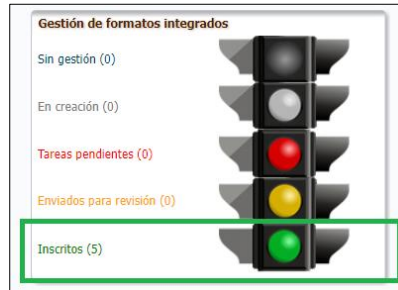 Gestión de formatos integrados
Sin gestión (0)
En creación (0)
Tareas pendientes (0)
Enviados para revisión (0)
Inscritos (5)